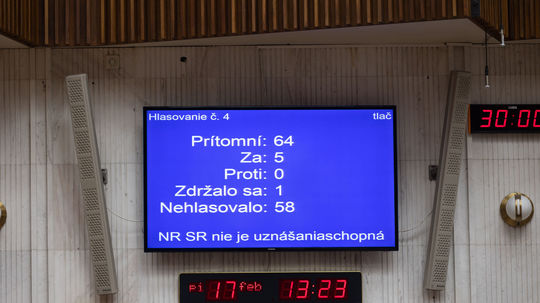 Hlasovanie č. 4 tlač
Prítomní: 64
Za: 5
Proti: 0
Zdržalo sa: 1
Nehlasovalo: 58
NR SR nie je uznášaniaschopná
30:00
pi 17 feb 13:23